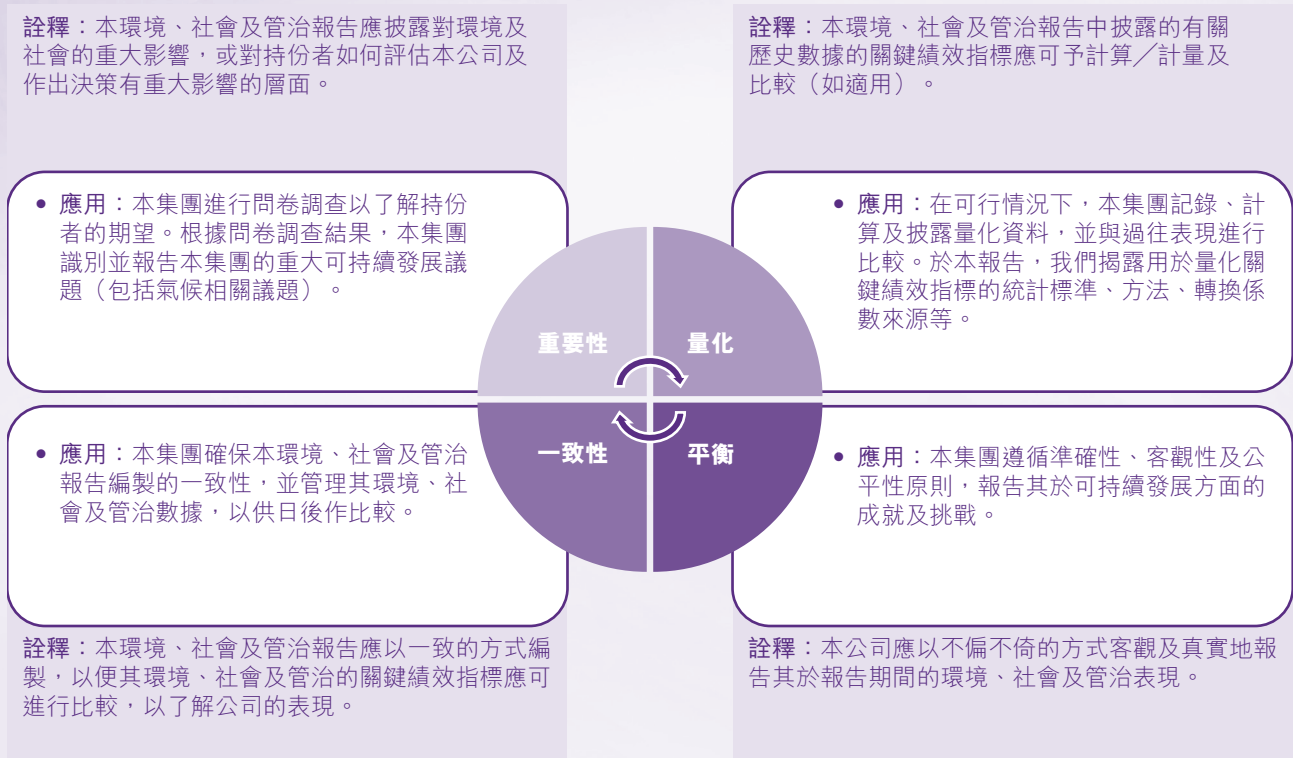 詮釋：本環境、社會及管治報告應披露對環境及
社會的重大影響，或對持份者如何評估本公司及
作出決策有重大影響的層面。
• 應用：本集團進行問卷調查以了解持份
者的期望。根據問卷調查結果，本集團
識別並報告本集團的重大可持續發展議
題（包括氣候相關議題）。
詮釋：本環境、社會及管治報告中披露的有關
歷史數據的關鍵績效指標應可予計算╱計量及
比較（如適用）。
• 應用：在可行情況下，本集團記錄、計
算及披露量化資料，並與過往表現進行
比較。於本報告，我們揭露用於量化關
鍵績效指標的統計標準、方法、轉換係
數來源等。
重要性
量化
一致性
平衡
• 應用：本集團確保本環境、社會及管治
報告編製的一致性，並管理其環境、社
會及管治數據，以供日後作比較。
詮釋：本環境、社會及管治報告應以一致的方式編
製，以便其環境、社會及管治的關鍵績效指標應可
進行比較，以了解公司的表現。
• 應用：本集團遵循準確性、客觀性及公
平性原則，報告其於可持續發展方面的
成就及挑戰。
詮釋：本公司應以不偏不倚的方式客觀及真實地報
告其於報告期間的環境、社會及管治表現。